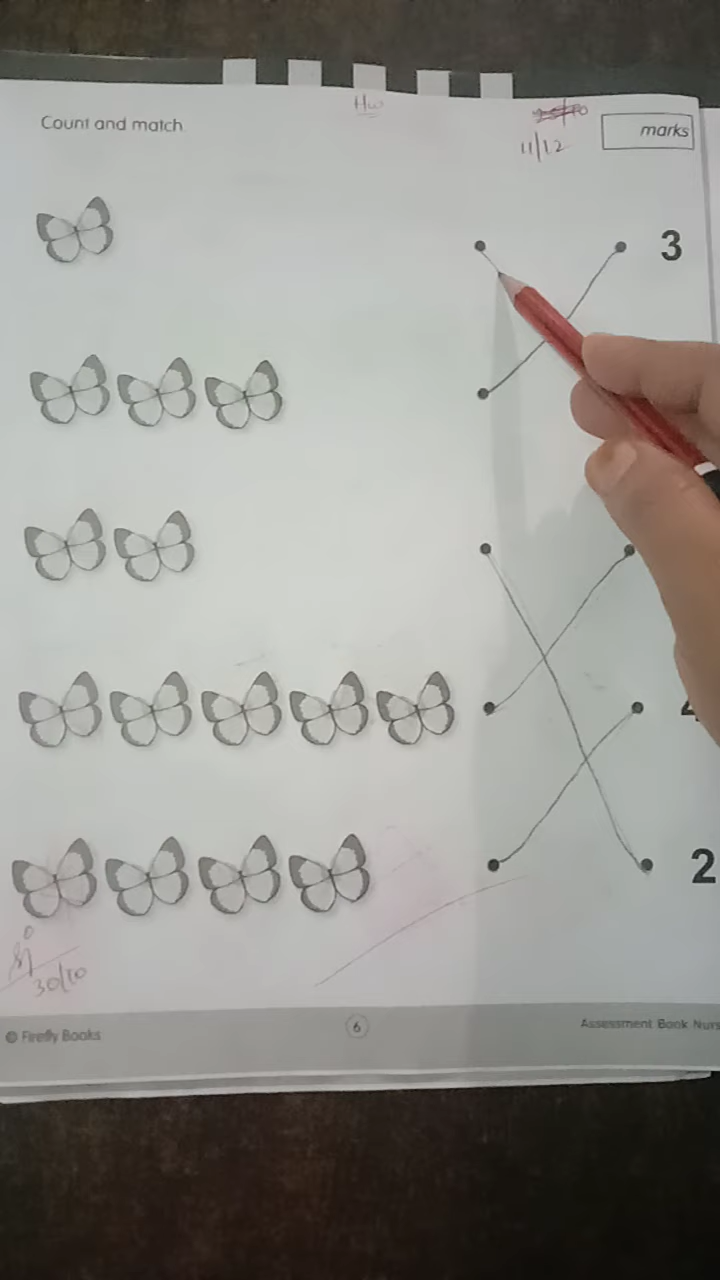 Hw
Count and match
11/12
marks
3
2
30/10
© Firefly Books
6
Assessment Book Nurs